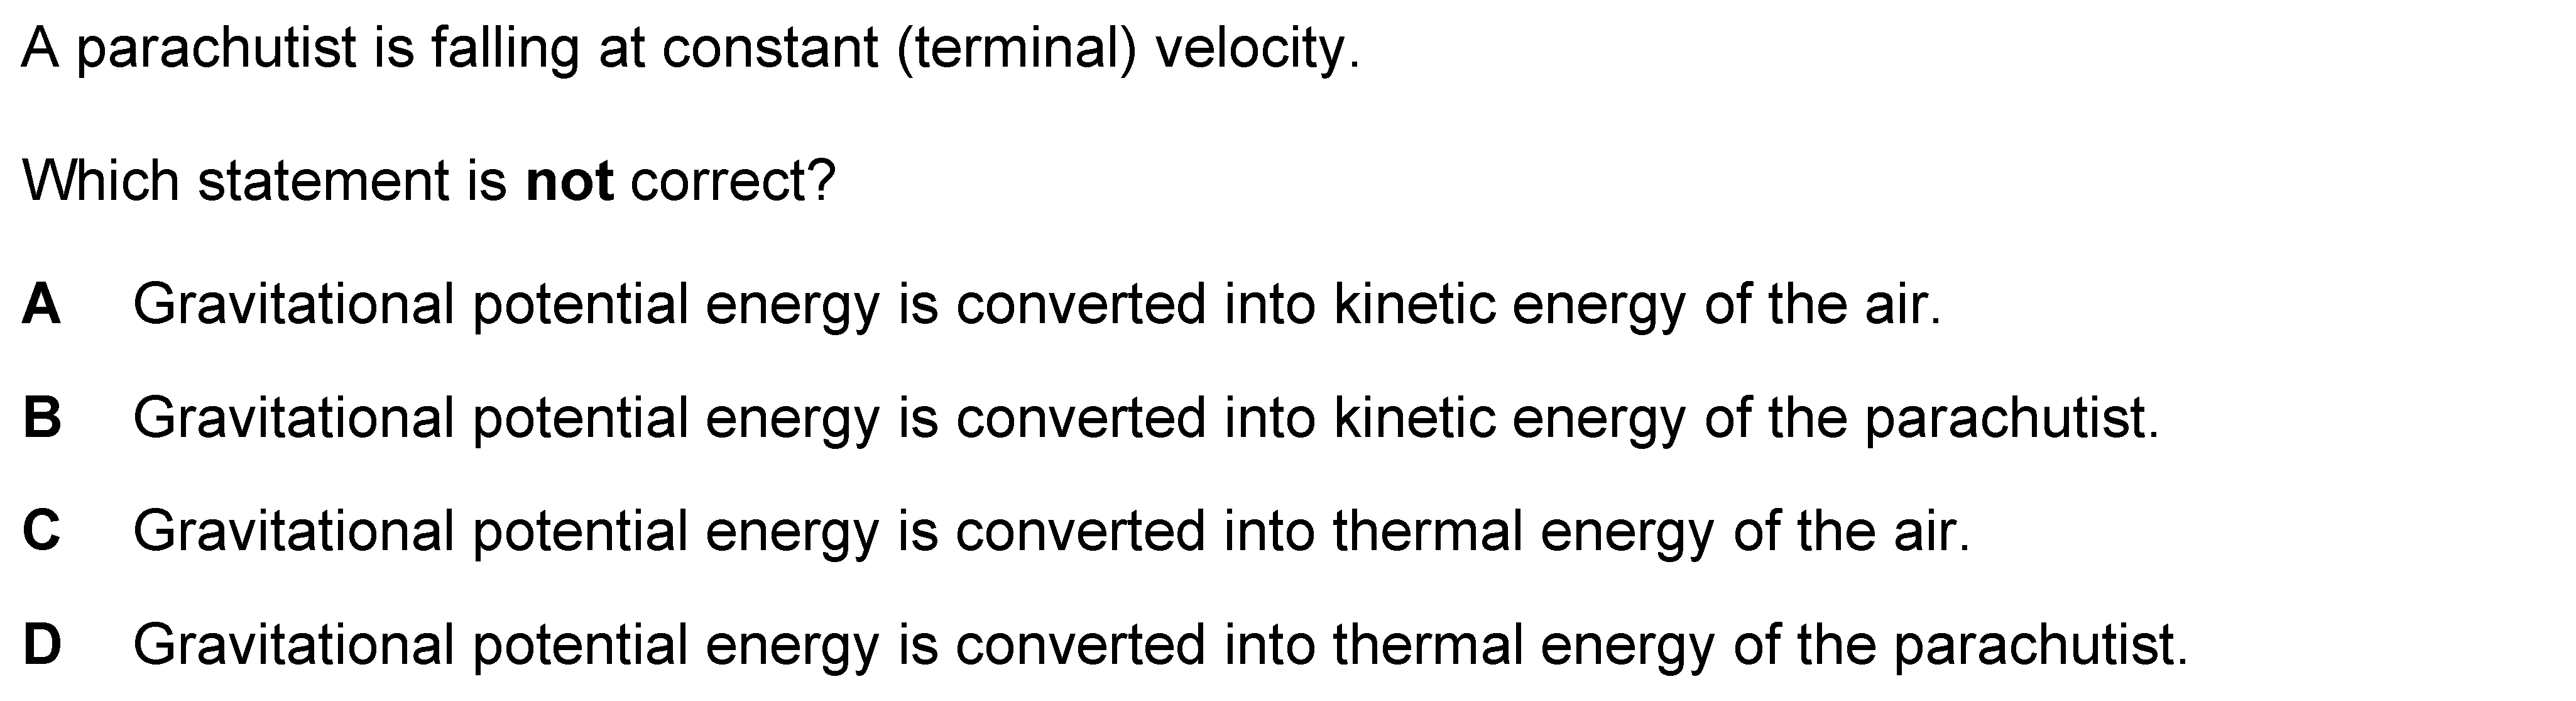 A parachutist is falling at constant (terminal) velocity.
Which statement is not correct?
A Gravitational potential energy is converted into kinetic energy of the air.
B Gravitational potential energy is converted into kinetic energy of the parachutist.
C Gravitational potential energy is converted into thermal energy of the air.
D Gravitational potential energy is converted into thermal energy of the parachutist.